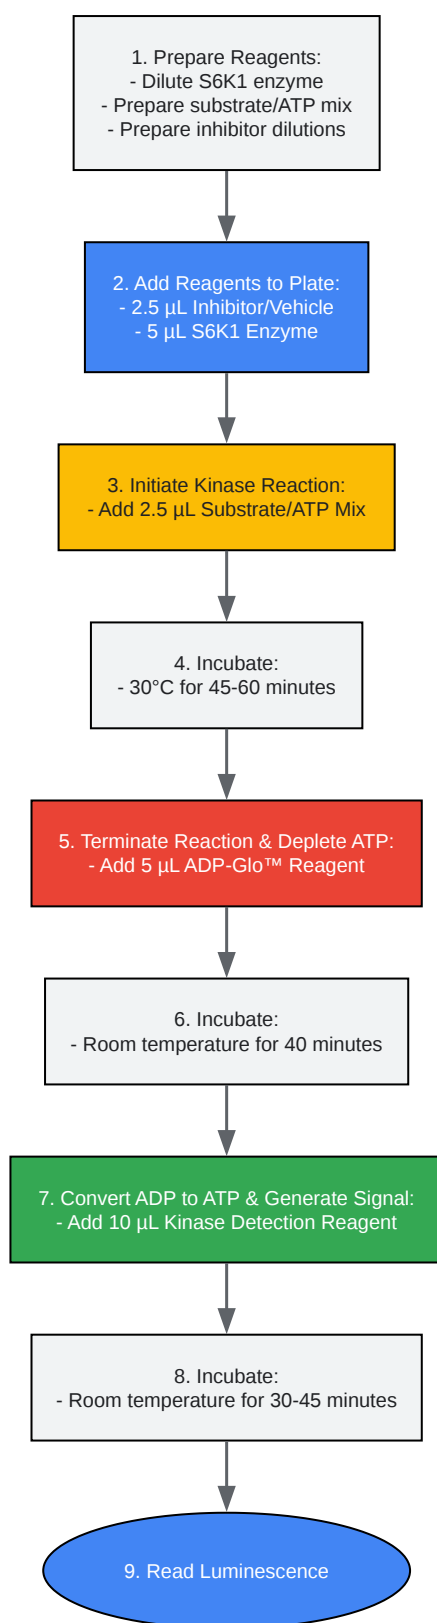 1. Prepare Reagents:
- Dilute S6K1 enzyme
- Prepare substrate/ATP mix
- Prepare inhibitor dilutions
2. Add Reagents to Plate:
- 2.5 µL Inhibitor/Vehicle
- 5 µL S6K1 Enzyme
3. Initiate Kinase Reaction:
- Add 2.5 µL Substrate/ATP Mix
4. Incubate:
- 30°C for 45-60 minutes
5. Terminate Reaction & Deplete ATP:
- Add 5 µL ADP-Glo™ Reagent
6. Incubate:
- Room temperature for 40 minutes
7. Convert ADP to ATP & Generate Signal:
- Add 10 µL Kinase Detection Reagent
8. Incubate:
- Room temperature for 30-45 minutes
9. Read Luminescence